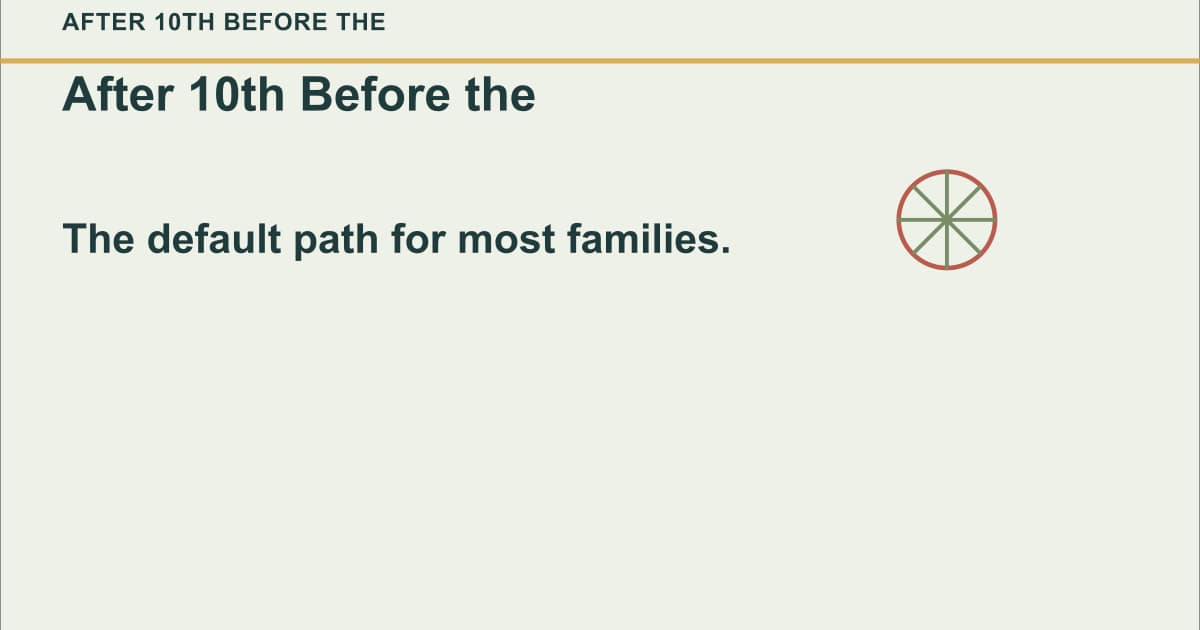 AFTER 10TH BEFORE THE
After 10th Before the
The default path for most families.